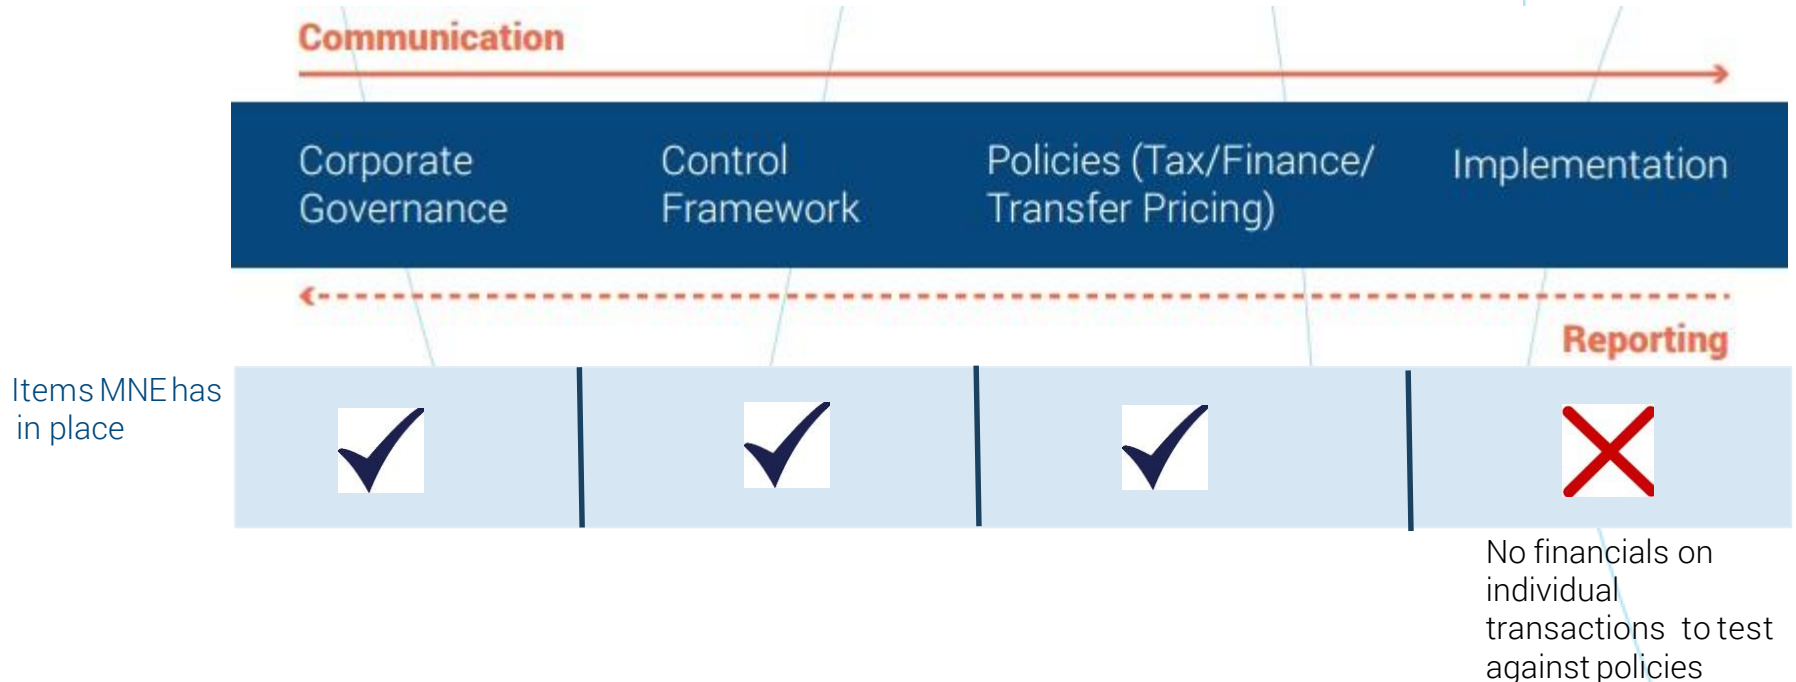 Communication
Corporate
Governance
Control
Framework
Policies (Tax/Finance/
Transfer Pricing)
Implementation
Reporting
Items MNE has
in place
No financials on
individual
transactions to test
against policies